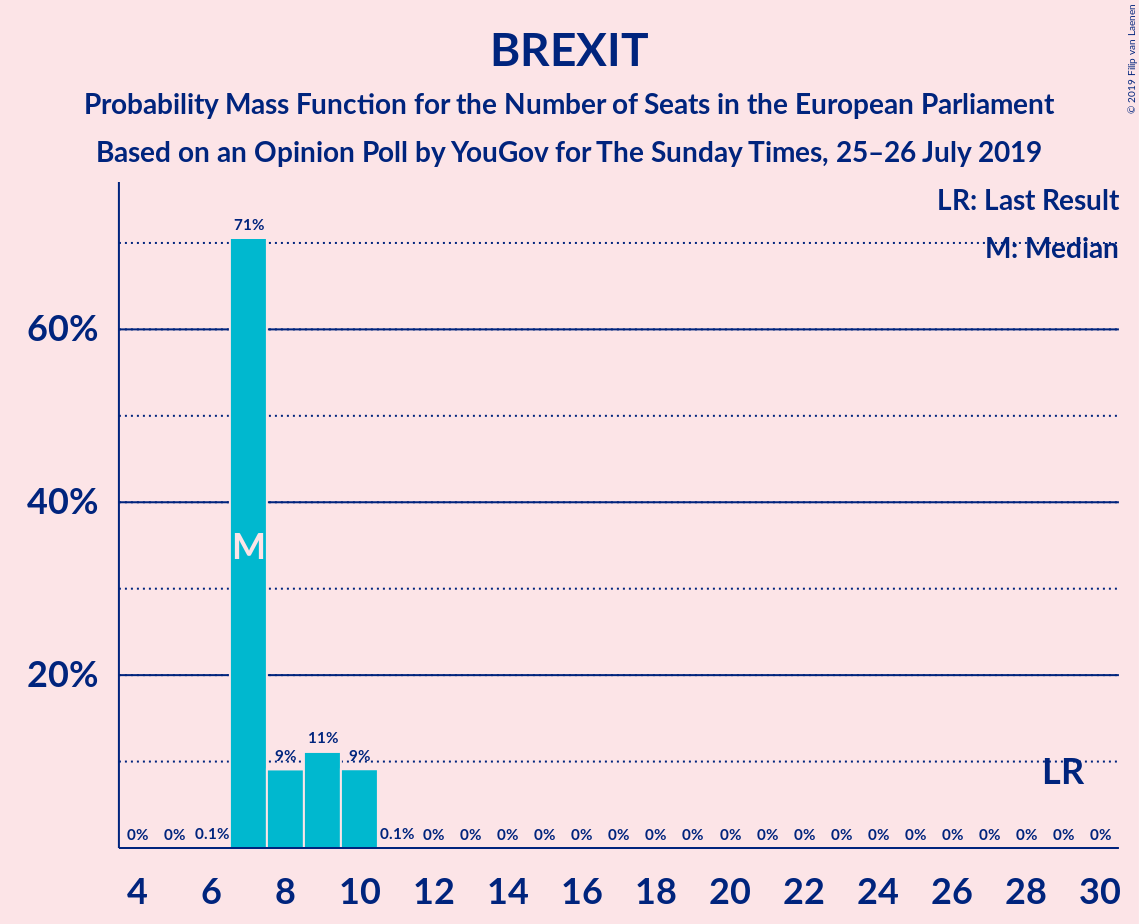 BREXIT
Probability Mass Function for the Number of Seats in the European Parliament
Based on an Opinion Poll by YouGov for The Sunday Times, 25–26 July 2019
© 2019 Filip van Laenen
LR: Last Result
M: Median
71%
60%
40%
M
20%
9% 11% 9%
LR
0% 0% 0.1% 0.1% 0% 0% 0% 0% 0% 0% 0% 0% 0% 0% 0% 0% 0% 0% 0% 0% 0% 0% 0%
4 6 8 10 12 14 16 18 20 22 24 26 28 30